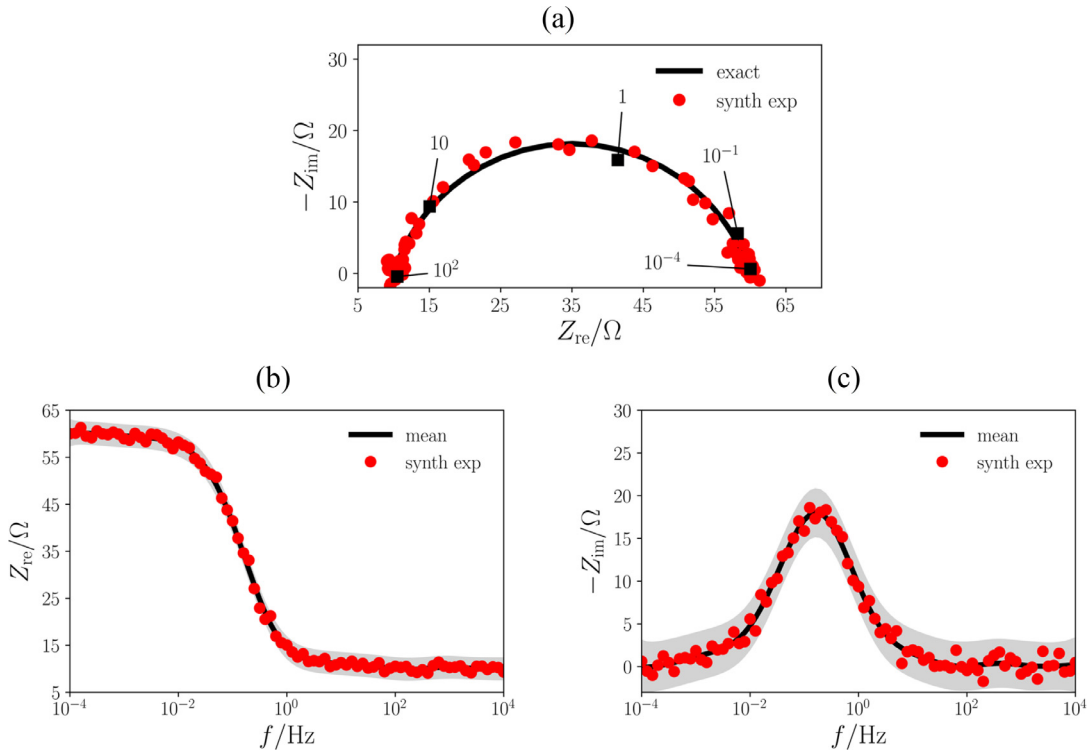 (a)
30
20
10
0
−Z_im/Ω
exact
synth exp
1
10
10^−1
10^2
10^−4
5 15 25 35 45 55 65
Z_re/Ω
(b)
65
55
45
35
25
15
5
Z_re/Ω
mean
synth exp
10^−4 10^−2 10^0 10^2 10^4
f/Hz
(c)
30
25
20
15
10
5
0
−Z_im/Ω
mean
synth exp
10^−4 10^−2 10^0 10^2 10^4
f/Hz